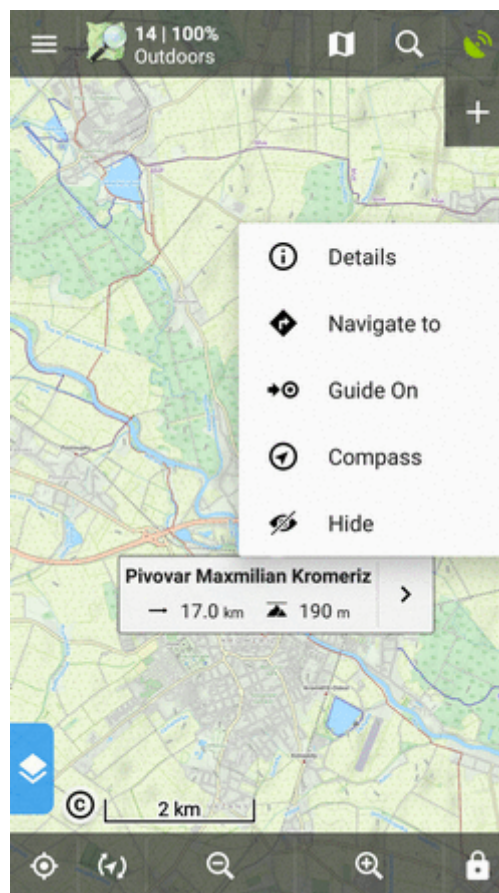 14 | 100%
Outdoors
Details
Navigate to
Guide On
Compass
Hide
Pivovar Maxmilian Kromeriz
17.0 km 190 m
© 2 km